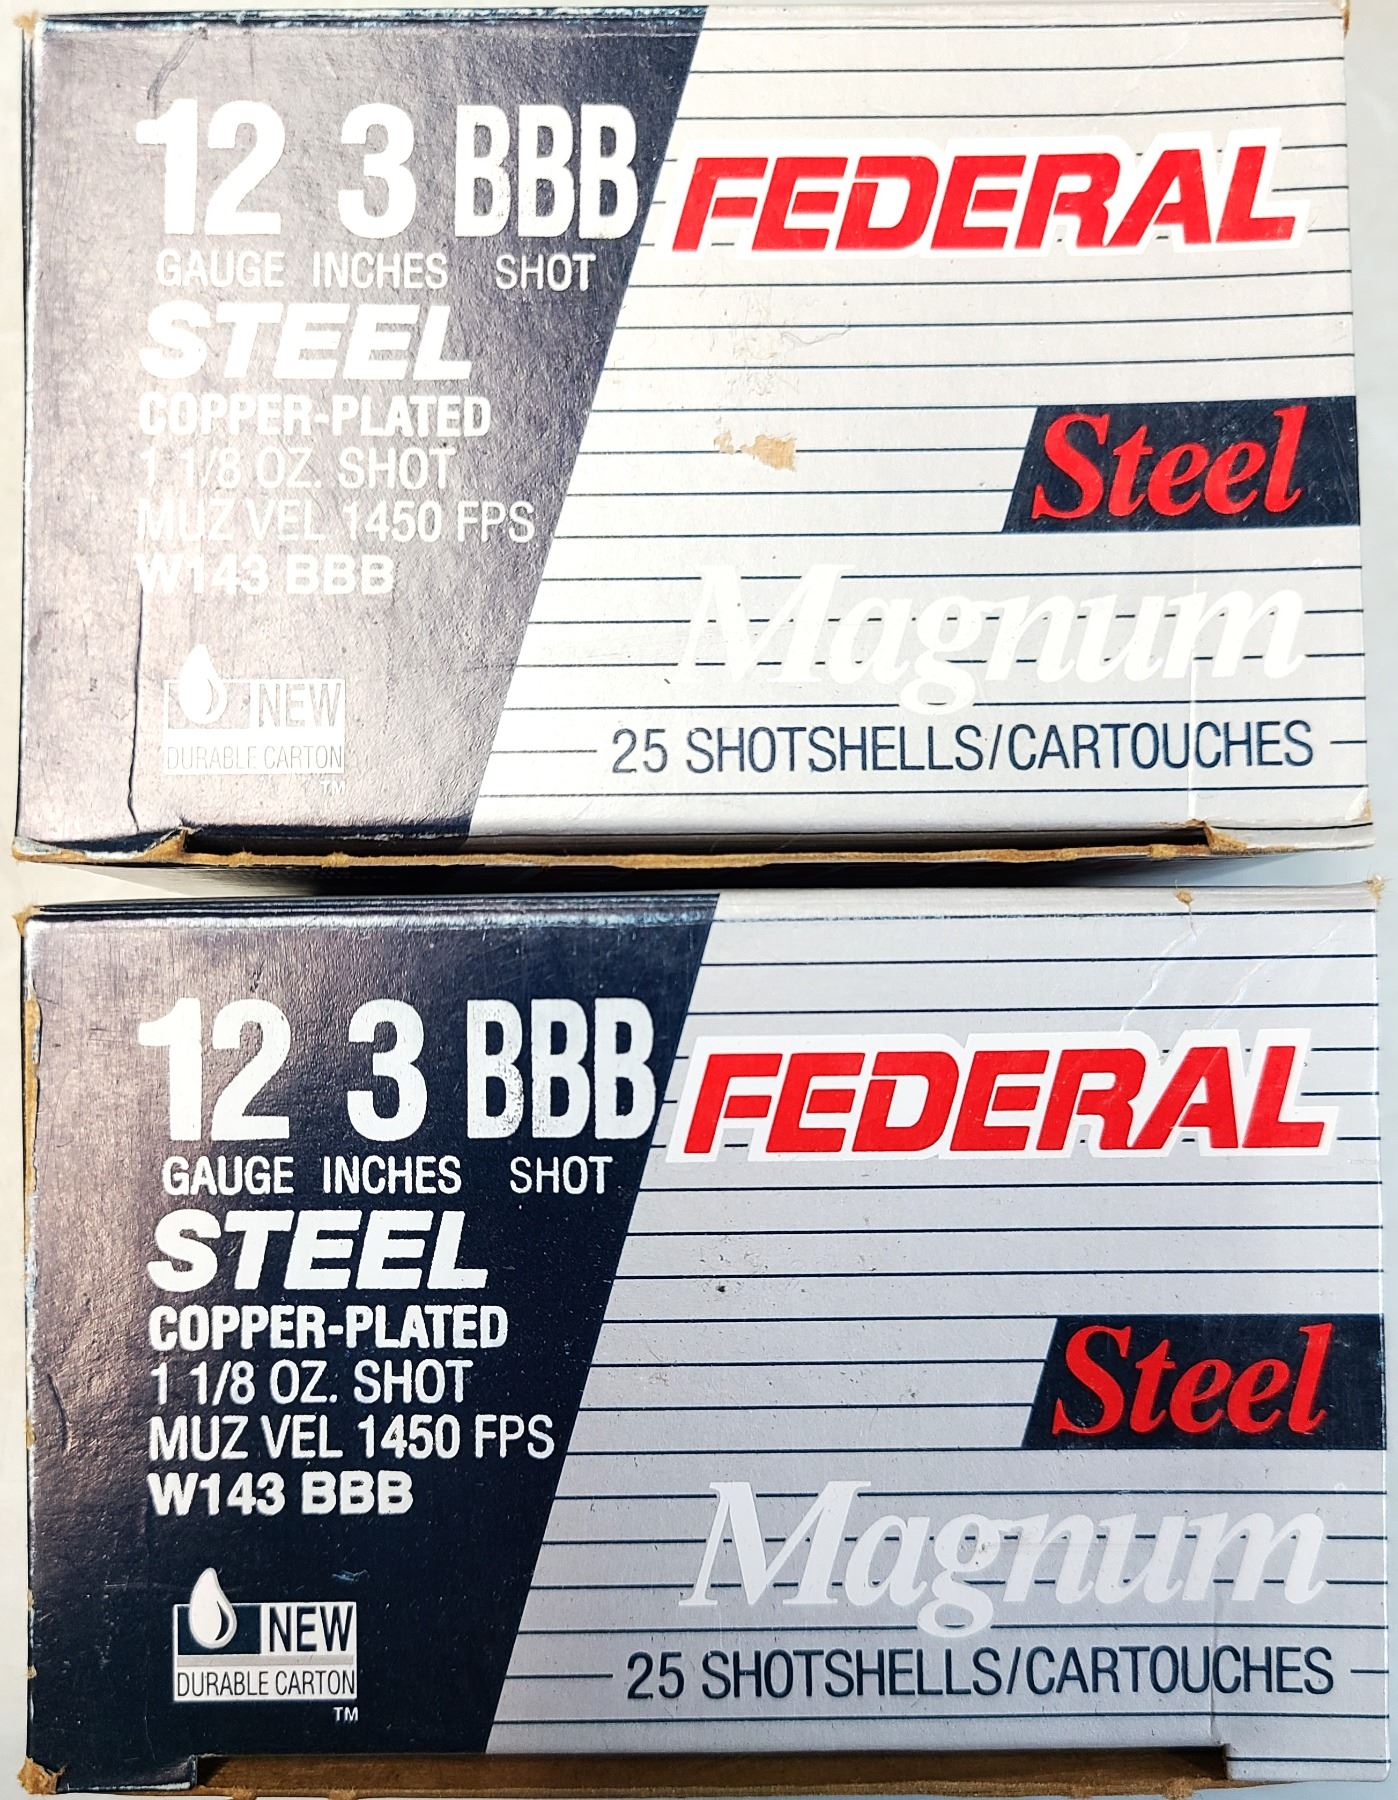 12 3 BBB
GAUGE INCHES SHOT
STEEL
COPPER-PLATED
1 1/8 OZ. SHOT
MUZ VEL 1450 FPS
W143 BBB
NEW
DURABLE CARTON
TM
FEDERAL
Steel
Magnum
25 SHOTSHELLS/CARTOUCHES
12 3 BBB
GAUGE INCHES SHOT
STEEL
COPPER-PLATED
1 1/8 OZ. SHOT
MUZ VEL 1450 FPS
W143 BBB
NEW
DURABLE CARTON
TM
FEDERAL
Steel
Magnum
25 SHOTSHELLS/CARTOUCHES